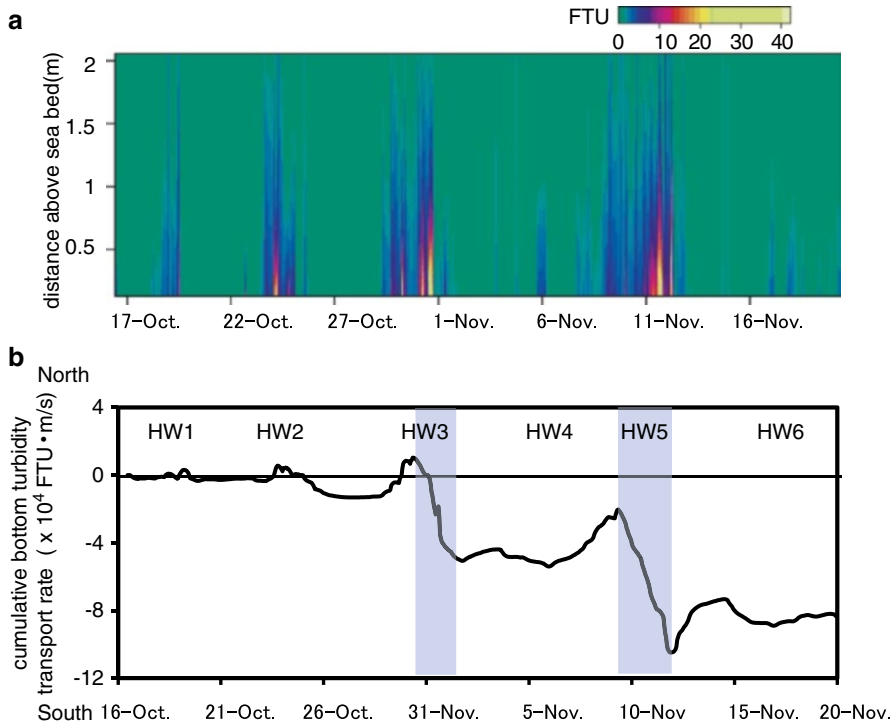 a
FTU
0 10 20 30 40
distance above sea bed(m)
2
1.5
1
0.5
17-Oct. 22-Oct. 27-Oct. 1-Nov. 6-Nov. 11-Nov. 16-Nov.
b
North
cumulative bottom turbidity
transport rate ( x 10⁴ FTU•m/s)
4
0
-4
-8
-12
HW1 HW2 HW3 HW4 HW5 HW6
South 16-Oct. 21-Oct. 26-Oct. 31-Nov. 5-Nov. 10-Nov 15-Nov. 20-Nov.